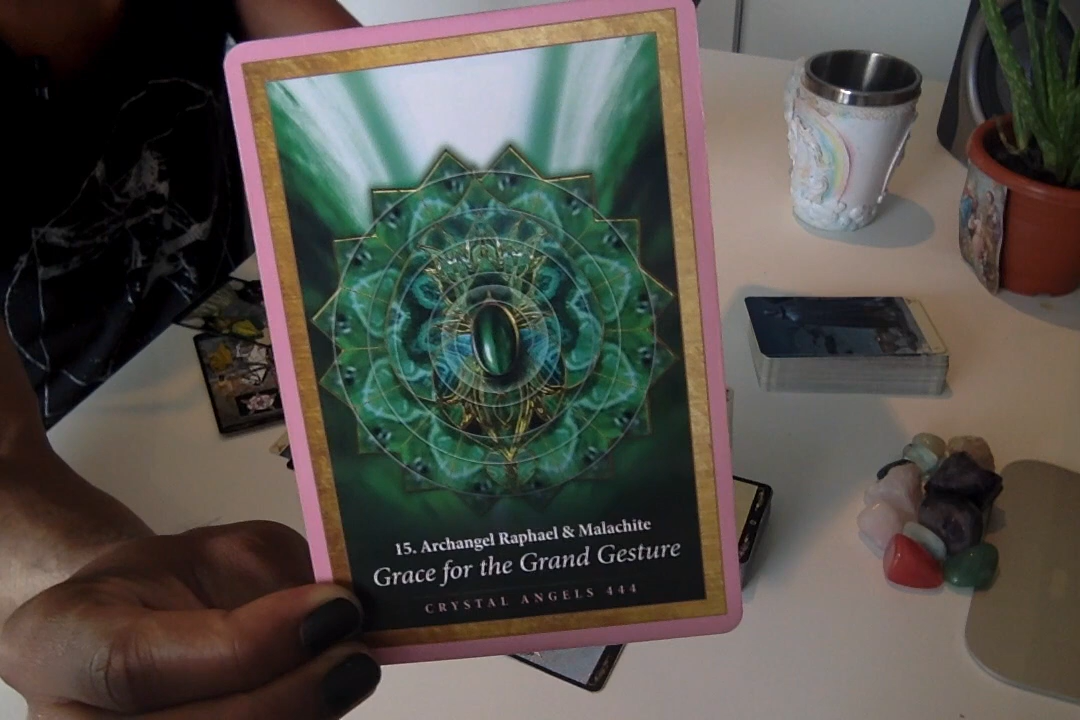 15. Archangel Raphael & Malachite
Grace for the Grand Gesture
CRYSTAL ANGELS 444